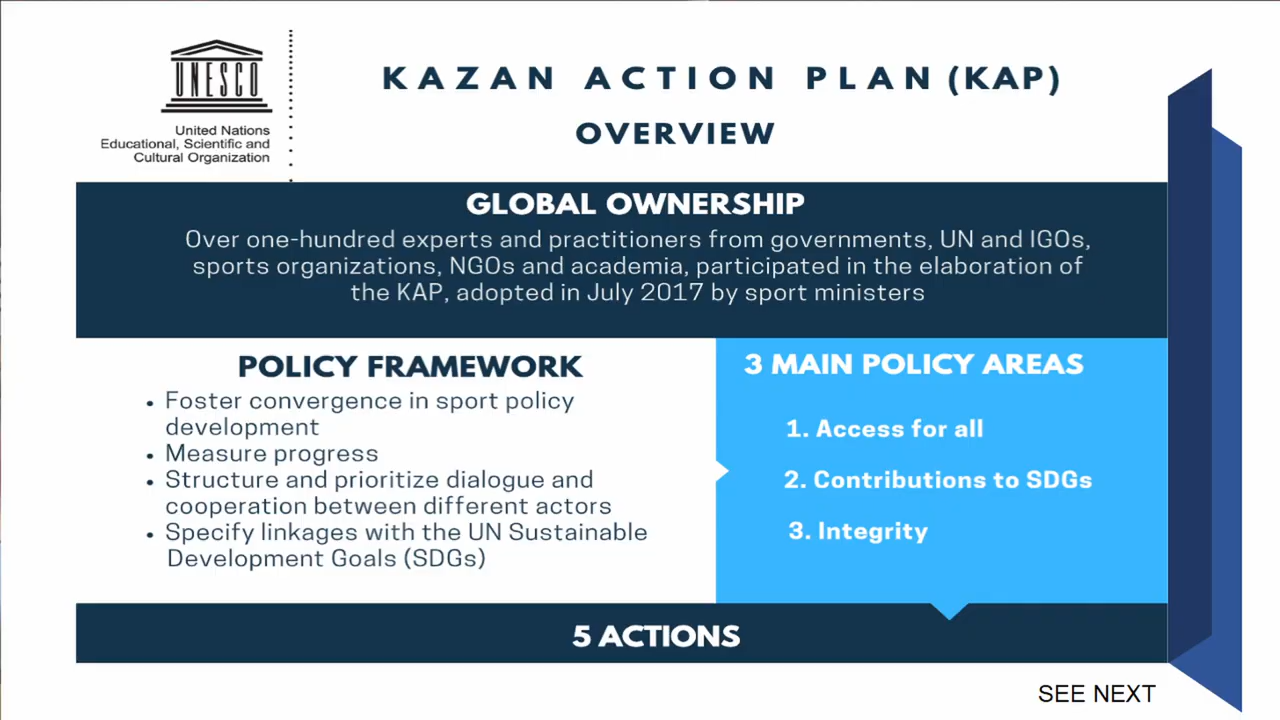 UNESCO
United Nations
Educational, Scientific and
Cultural Organization
KAZAN ACTION PLAN (KAP)
OVERVIEW
GLOBAL OWNERSHIP
Over one-hundred experts and practitioners from governments, UN and IGOs,
sports organizations, NGOs and academia, participated in the elaboration of
the KAP, adopted in July 2017 by sport ministers
POLICY FRAMEWORK
• Foster convergence in sport policy
development
• Measure progress
• Structure and prioritize dialogue and
cooperation between different actors
• Specify linkages with the UN Sustainable
Development Goals (SDGs)
3 MAIN POLICY AREAS
1. Access for all
2. Contributions to SDGs
3. Integrity
5 ACTIONS
SEE NEXT